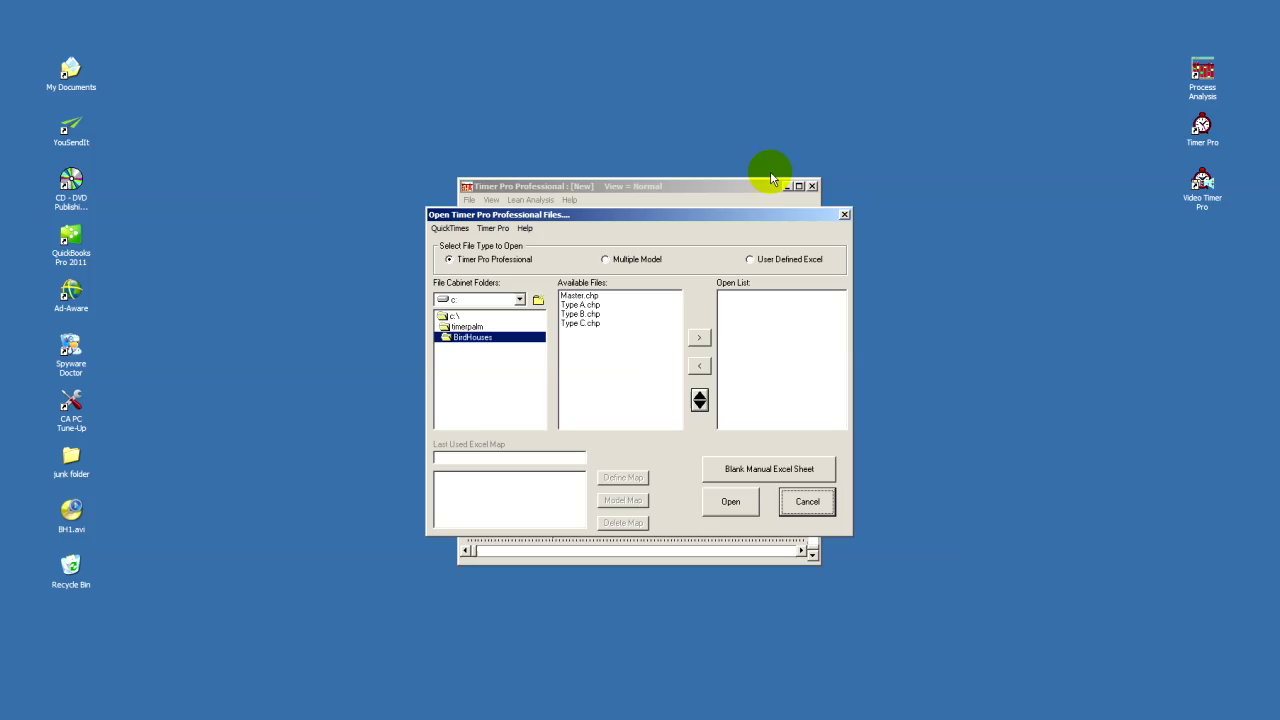 My Documents
YouSendIt
CD - DVD
Publishi...
QuickBooks
Pro 2011
Ad-Aware
Spyware
Doctor
CA PC
Tune-Up
junk folder
BH1.avi
Recycle Bin
Process
Analysis
Timer Pro
Video Timer
Pro
Timer Pro Professional : [New] View = Normal
File View Lean Analysis Help
Open Timer Pro Professional Files....
QuickTimes Timer Pro Help
Select File Type to Open
Timer Pro Professional Multiple Model User Defined Excel
File Cabinet Folders: Available Files: Open List:
c:
c:\
timerpalm
BirdHouses
Master.chp
Type A.chp
Type B.chp
Type C.chp
>
<
Last Used Excel Map
Define Map
Model Map
Delete Map
Blank Manual Excel Sheet
Open Cancel